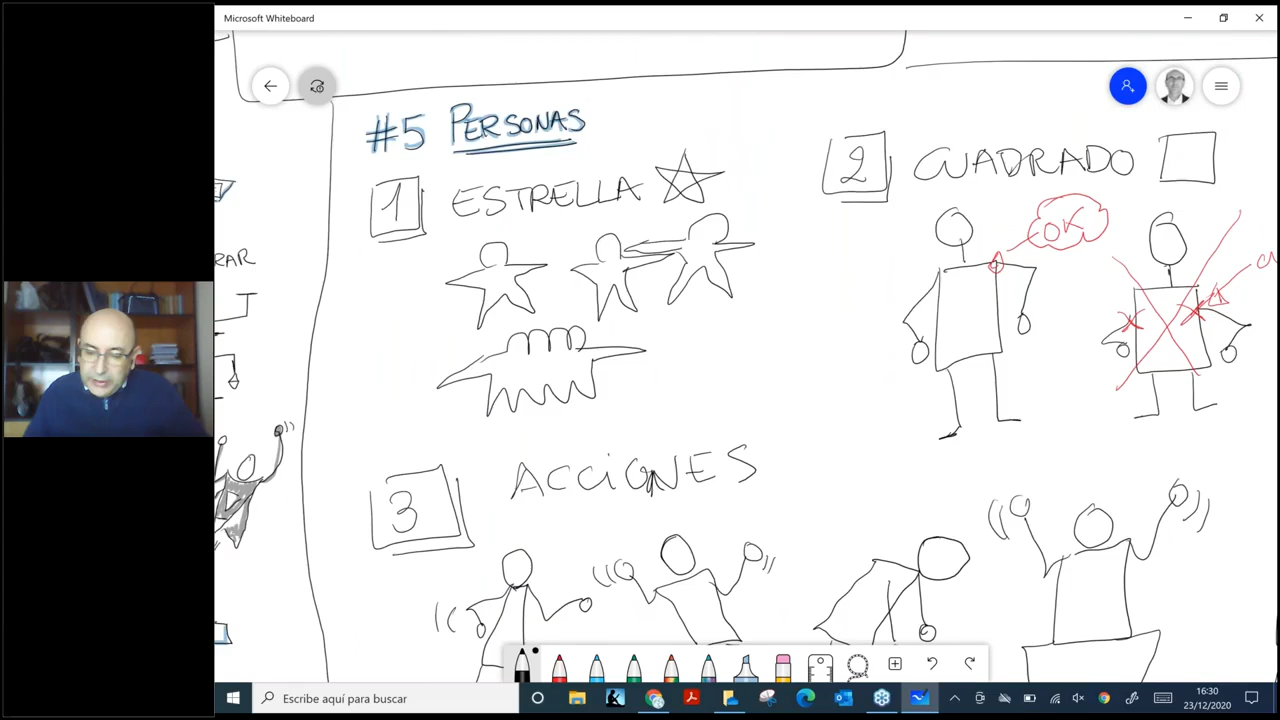 Microsoft Whiteboard
#5 PERSONAS
1 ESTRELLA
2 CUADRADO
OK
RAR
3 ACCIONES
Escribe aquí para buscar
16:30
23/12/2020